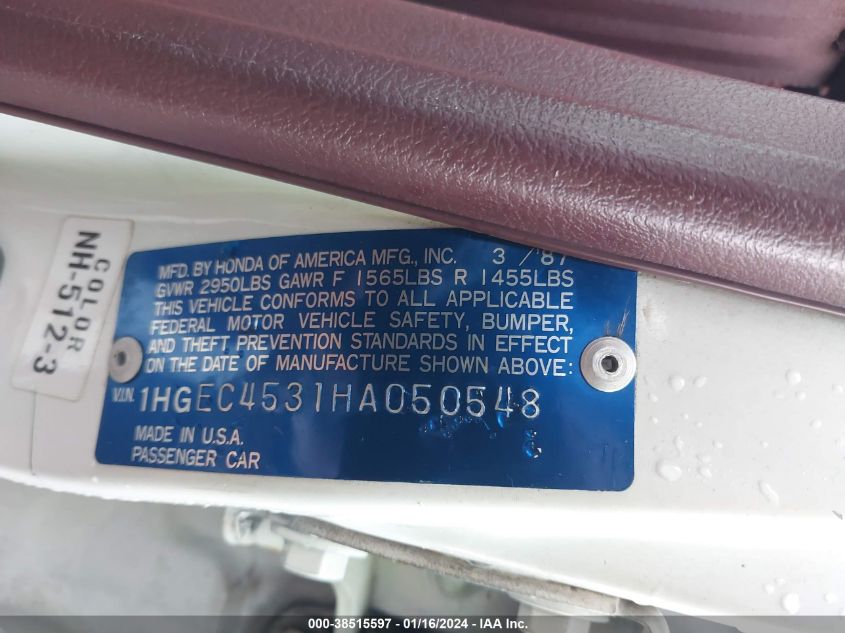 COLOR
NH-512-3
MFD. BY HONDA OF AMERICA MFG., INC. 3 / '87
GVWR 2950LBS GAWR F 1565LBS R 1455LBS
THIS VEHICLE CONFORMS TO ALL APPLICABLE
FEDERAL MOTOR VEHICLE SAFETY, BUMPER,
AND THEFT PREVENTION STANDARDS IN EFFECT
ON THE DATE OF MANUFACTURE SHOWN ABOVE:
V.I.N. 1HGEC4531HA050548
MADE IN U.S.A.
PASSENGER CAR
000-38515597 - 01/16/2024 - IAA Inc.